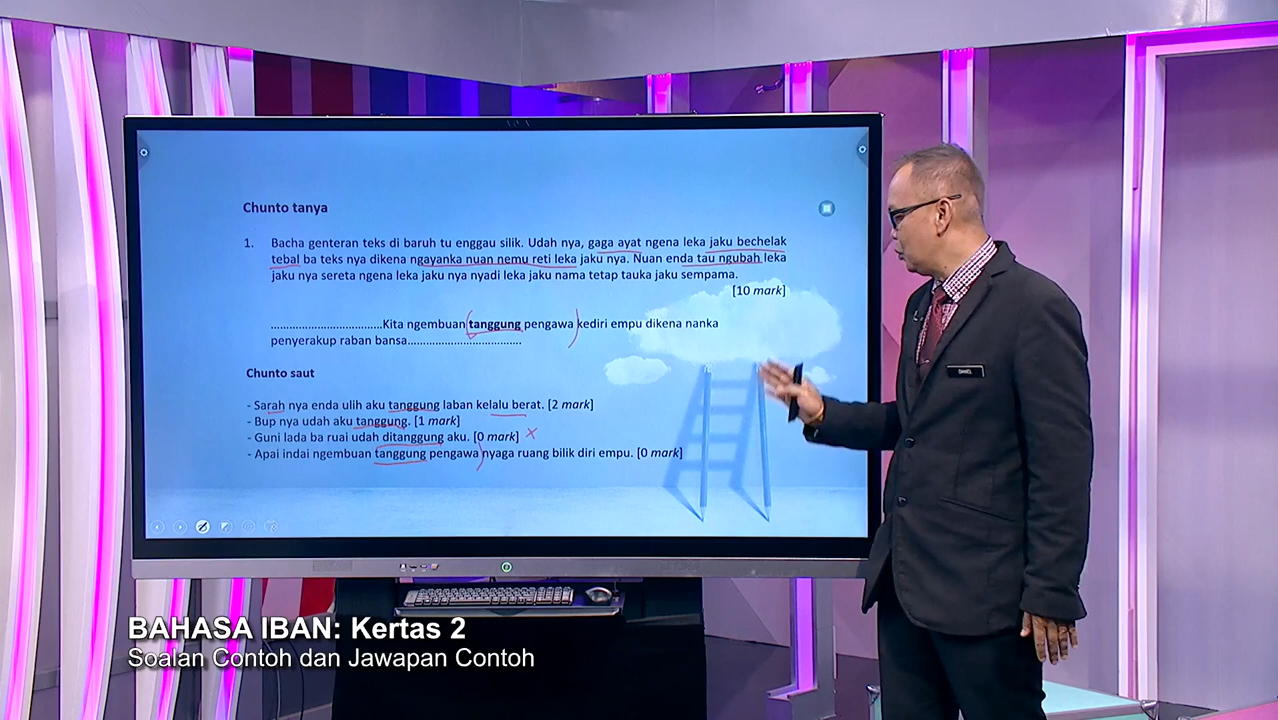 Chunto tanya
1. Bacha genteran teks di baruh tu enggau silik. Udah nya, gaga ayat ngena leka jaku bechelak
tebal ba teks nya dikena ngayanka nuan nemu reti leka jaku nya. Nuan enda tau ngubah leka
jaku nya sereta ngena leka jaku nya nyadi leka jaku nama tetap tauka jaku sempama.
[10 mark]
..................................Kita ngembuan tanggung pengawa kediri empu dikena nanka
penyerakup raban bansa..................................
Chunto saut
- Sarah nya enda ulih aku tanggung laban kelalu berat. [2 mark]
- Bup nya udah aku tanggung. [1 mark]
- Guni lada ba ruai udah ditanggung aku. [0 mark] x
- Apai indai ngembuan tanggung pengawa nyaga ruang bilik diri empu. [0 mark]
DANIEL
BAHASA IBAN: Kertas 2
Soalan Contoh dan Jawapan Contoh